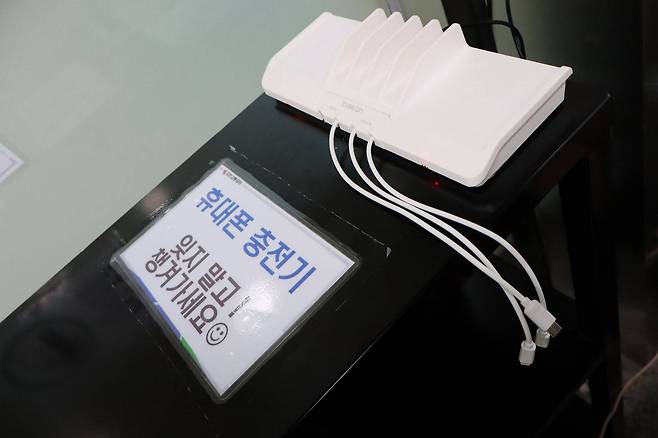 휴대폰 충전기
잊지 말고
챙겨가세요